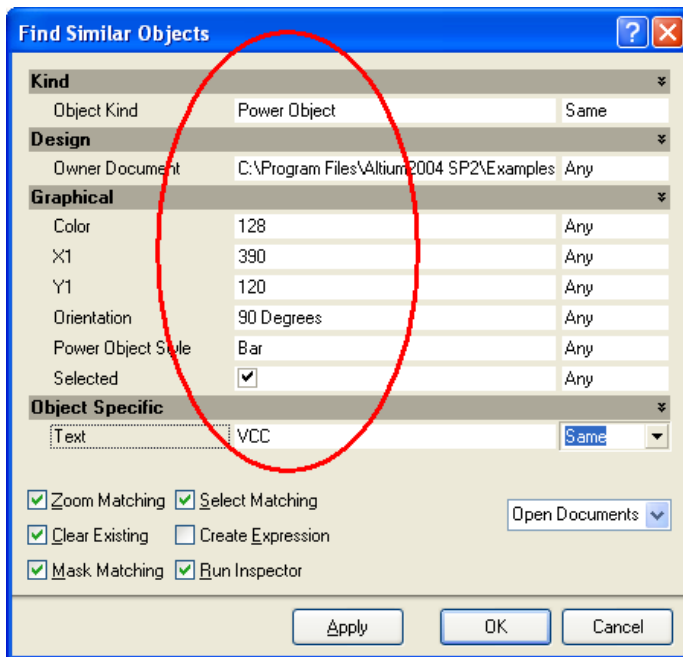 Find Similar Objects
Kind
Object Kind Power Object Same
Design
Owner Document C:\Program Files\Altium2004 SP2\Examples Any
Graphical
Color 128 Any
X1 390 Any
Y1 120 Any
Orientation 90 Degrees Any
Power Object Style Bar Any
Selected Any
Object Specific
Text VCC Same
Zoom Matching Select Matching
Open Documents
Clear Existing Create Expression
Mask Matching Run Inspector
Apply OK Cancel